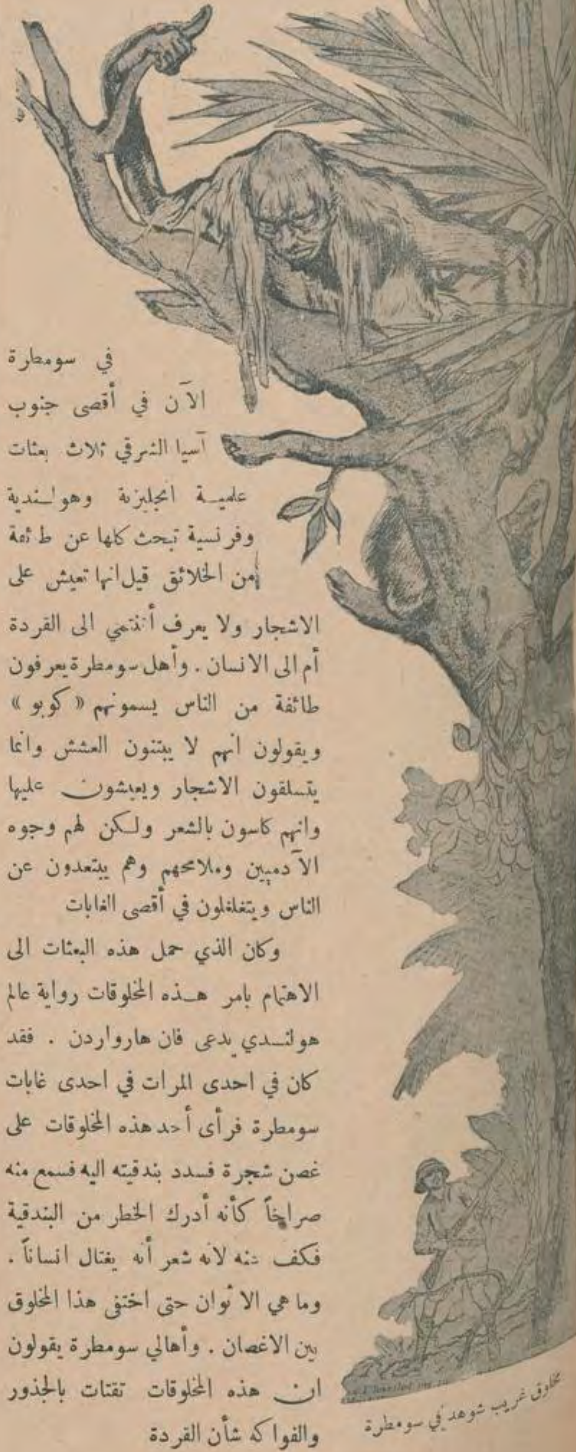 في سومطرة
الآن في أقصى جنوب
آسيا الشرقي ثلاث بعثات
علميـة انجليزية وهولندية
وفرنسية تبحث كلها عن طائفة
من الخلائق قيل انها تعيش على
الاشجار ولا يعرف أتنتمي الى القردة
أم الى الانسان . وأهل سومطرة يعرفون
طائفة من الناس يسمونهم « كوبو »
ويقولون انهم لا يبتنون العشش وانما
يتسلقون الاشجار ويعيشون عليها
وانهم كاسون بالشعر ولكن لهم وجوه
الآدميين وملامحهم وهم يبتعدون عن
الناس ويتغلغلون في أقصى الغابات
وكان الذي حمل هذه البعثات الى
الاهتمام بامر هـذه المخلوقات رواية عالم
هولندي يدعى فان هاروازدن . فقد
كان في احدى المرات في احدى غابات
سومطرة فرأى أحد هذه المخلوقات على
غصن شجرة فسدد بندقيته اليه فسمع منه
صراخاً كأنه أدرك الخطر من البندقية
فكف عنه لانه شعر أنه يغتال انساناً .
وما هي الا ثوان حتى اختفى هذا المخلوق
بين الاغصان . وأهالي سومطرة يقولون
ان هذه المخلوقات تقتات بالجذور
والفواكه شأن القردة
مخلوق غريب شوهد في سومطرة